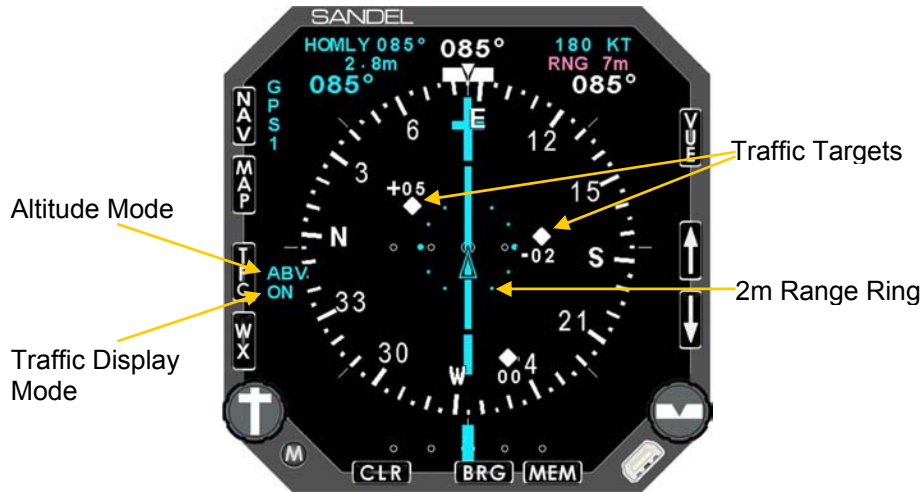 SANDEL
HOMLY 085°
2.8m
085°
085°
180 KT
RNG 7m
085°
GPS1
NAV
MAP
TFC
WX
VUE
E
12
15
S
21
4
W
30
33
N
3
6
+05
-02
00
ABV
ON
M
CLR
BRG
MEM
Altitude Mode
Traffic Display
Mode
Traffic Targets
2m Range Ring